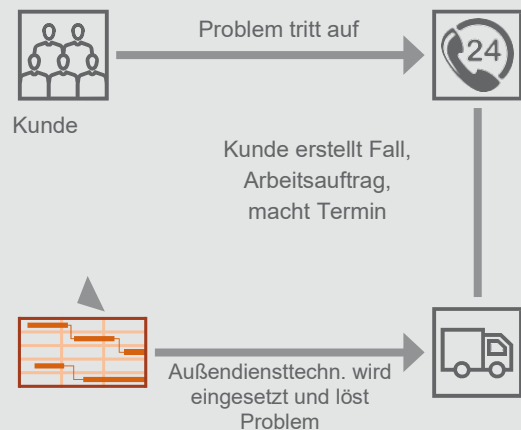 Problem tritt auf
24
Kunde
Kunde erstellt Fall,
Arbeitsauftrag,
macht Termin
Außendiensttechn. wird
eingesetzt und löst
Problem